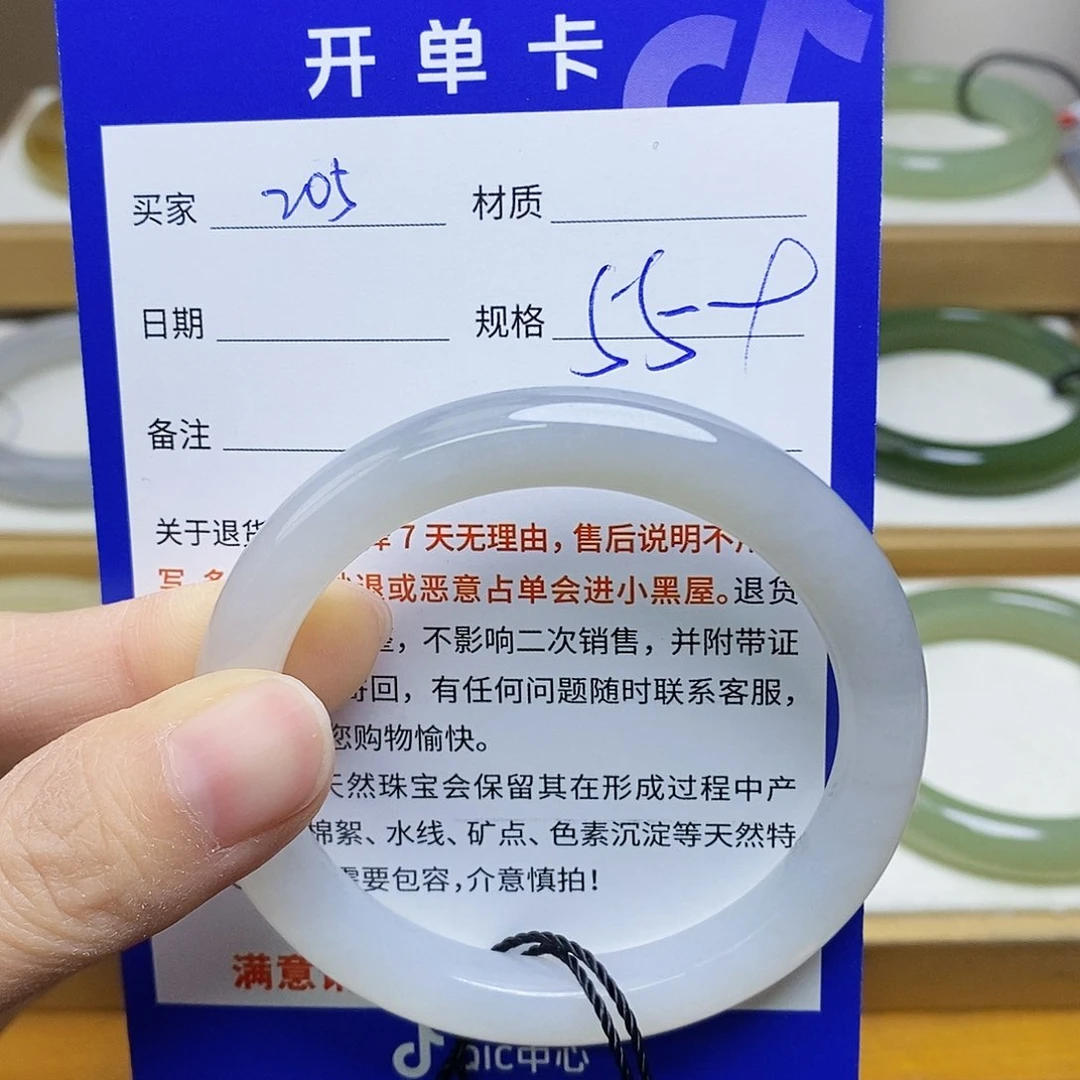 开单卡
买家 205 材质
日期 规格 55+
备注
关于退货 7天无理由，售后说明不
退或恶意占单会进小黑屋。退货
，不影响二次销售，并附带证
寄回，有任何问题随时联系客服，
您购物愉快。
天然珠宝会保留其在形成过程中产
棉絮、水线、矿点、色素沉淀等天然特
需要包容，介意慎拍！
满意
中心